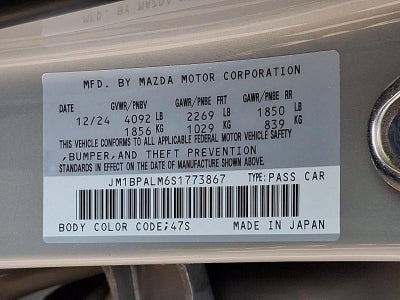 MFD. BY MAZDA MOTOR CORPORATION
GVWR/PNBV GAWR/PNBE FRT GAWR/PNBE RR
12/24 4092 LB 2269 LB 1850 LB
1856 KG 1029 KG 839 KG
THIS VEHICLE CONFORMS TO ALL APPLICABLE FEDERAL MOTOR VEHICLE SAFETY
,BUMPER,AND THEFT PREVENTION
STANDARDS IN EFFECT ON THE DATE OF MANUFACTURE SHOWN ABOVE.
JM1BPALM6S1773867 TYPE:PASS CAR
BODY COLOR CODE;47S MADE IN JAPAN